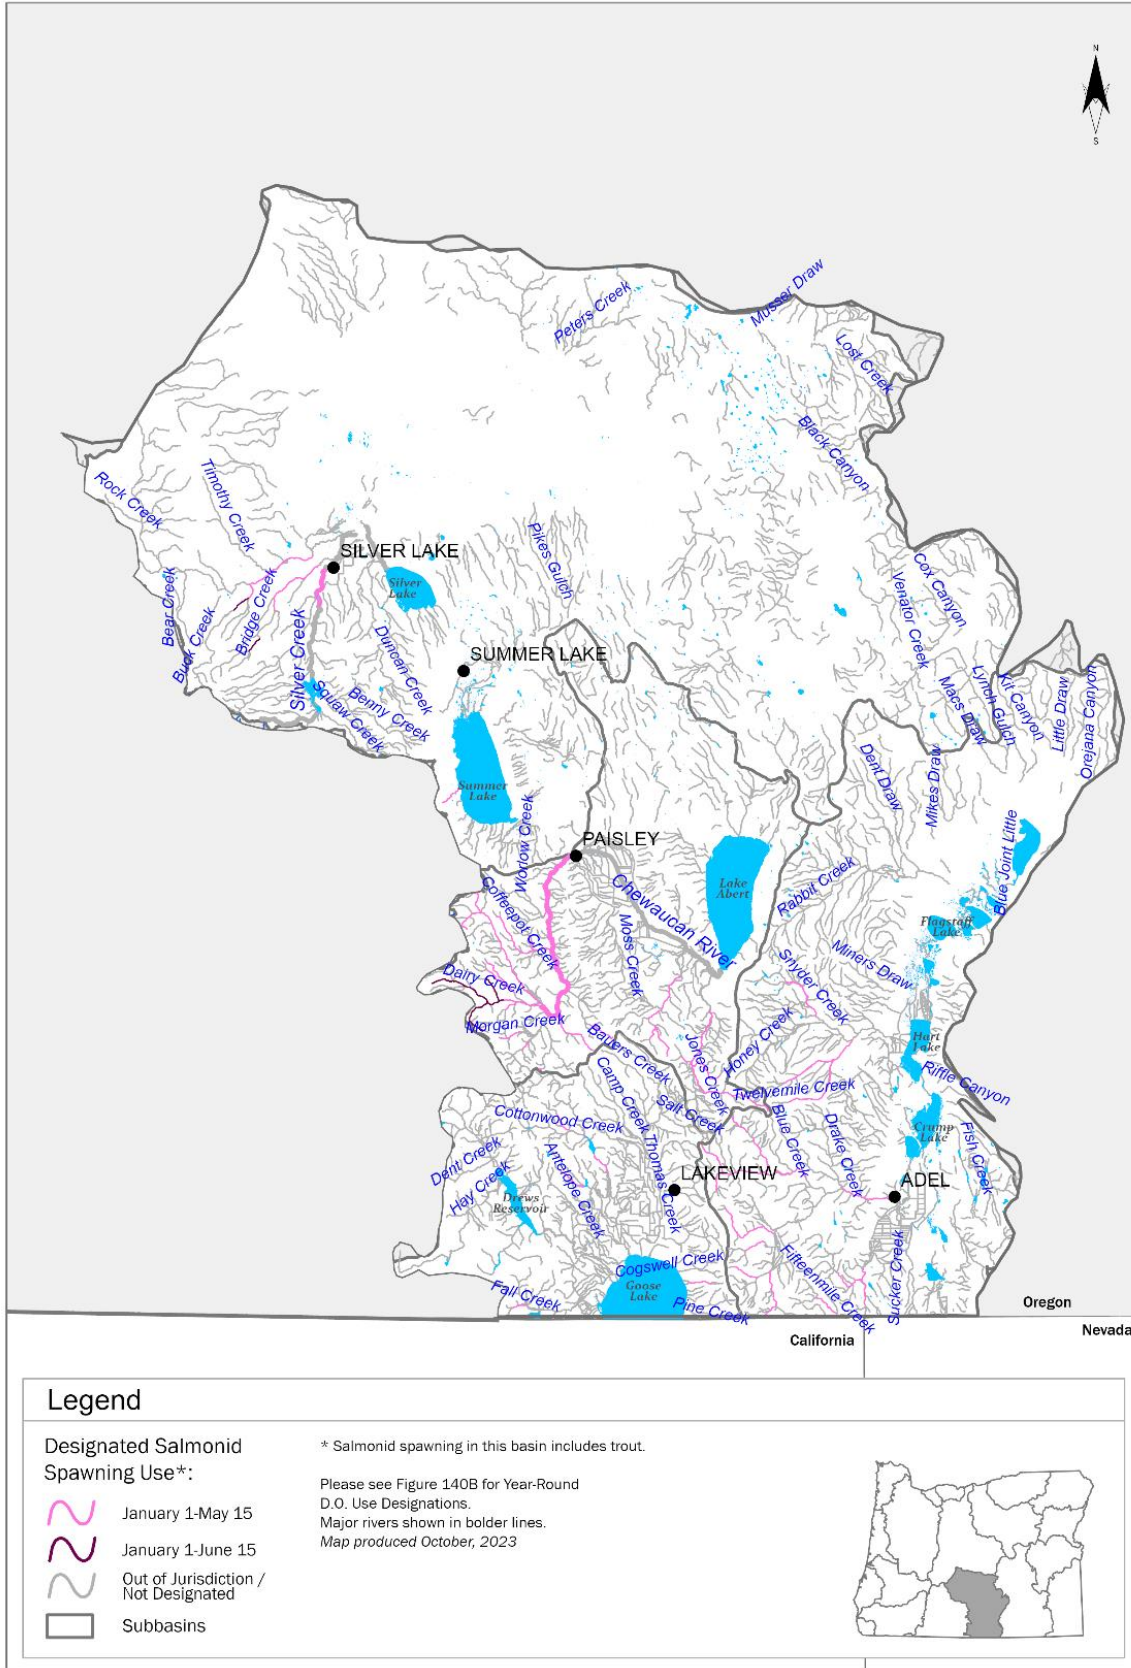 N
S
Peters Creek
Musser Draw
Lost Creek
Black Canyon
Rock Creek
Timothy Creek
Pikes Gulch
SILVER LAKE
Silver
Lake
Bear Creek
Buck Creek
Bridge Creek
Silver Creek
Duncan Creek
Cox Canyon
Venator Creek
SUMMER LAKE
Squaw Creek
Benny Creek
Macs Draw
Lynch Gulch
Kit Canyon
Little Draw
Orejana Canyon
Dent Draw
Mikes Draw
Summer
Lake
Worlow Creek
PAISLEY
Blue Joint Little
Coffeepot Creek
Chewaucan River
Lake
Abert
Rabbit Creek
Flagstaff
Lake
Moss Creek
Miners Draw
Snyder Creek
Dairy Creek
Morgan Creek
Bauers Creek
Jones Creek
Honey Creek
Hart
Lake
Riffle Canyon
Camp Creek
Salt Creek
Twelvemile Creek
Cottonwood Creek
Thomas Creek
Blue Creek
Drake Creek
Crump
Lake
Fish Creek
Dent Creek
Hay Creek
Antelope Creek
LAKEVIEW
ADEL
Drews
Reservoir
Cogswell Creek
Fifteenmile Creek
Sucker Creek
Fall Creek
Goose
Lake
Pine Creek
Oregon
California
Nevada
Legend
Designated Salmonid
Spawning Use*:
January 1-May 15
January 1-June 15
Out of Jurisdiction /
Not Designated
Subbasins
* Salmonid spawning in this basin includes trout.
Please see Figure 140B for Year-Round
D.O. Use Designations.
Major rivers shown in bolder lines.
Map produced October, 2023